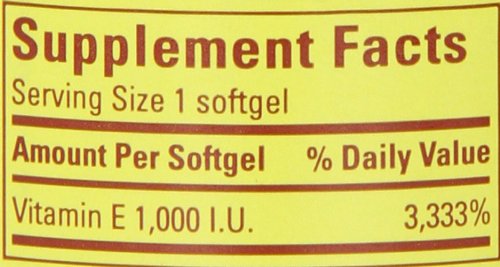 Supplement Facts
Serving Size 1 softgel
Amount Per Softgel % Daily Value
Vitamin E 1,000 I.U. 3,333%